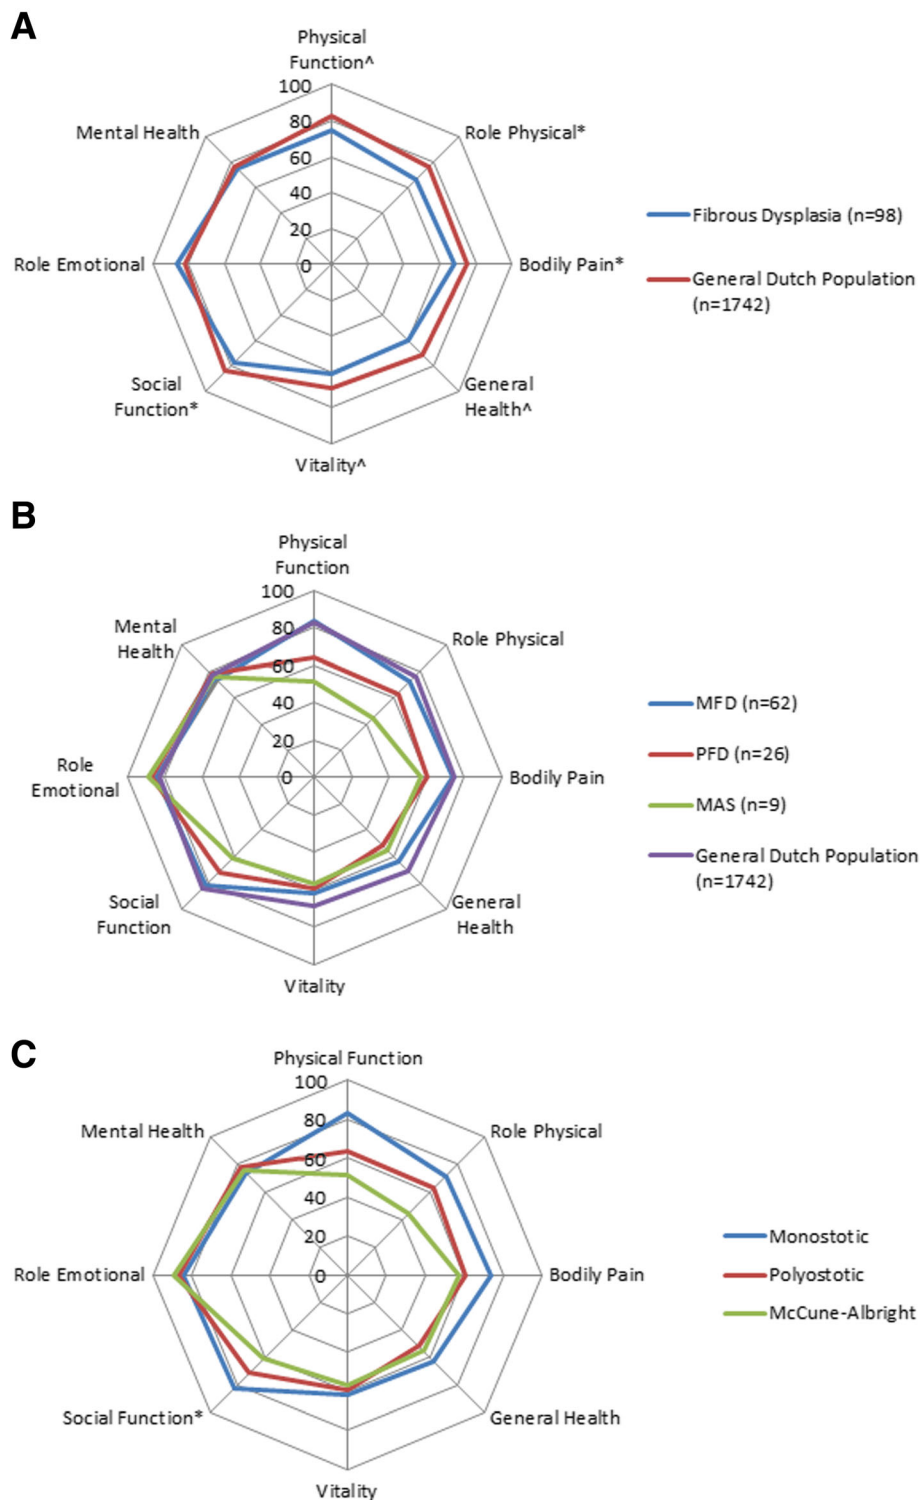 A
Physical
Function^
100
80
60
40
20
0
Mental Health
Role Physical*
Role Emotional
Bodily Pain*
Social
Function*
General
Health^
Vitality^
Fibrous Dysplasia (n=98)
General Dutch Population
(n=1742)
B
Physical
Function
100
80
60
40
20
0
Mental
Health
Role Physical
Role
Emotional
Bodily Pain
Social
Function
General
Health
Vitality
MFD (n=62)
PFD (n=26)
MAS (n=9)
General Dutch Population
(n=1742)
C
Physical Function
100
80
60
40
20
0
Mental Health
Role Physical
Role Emotional
Bodily Pain
Social Function*
General Health
Vitality
Monostotic
Polyostotic
McCune-Albright